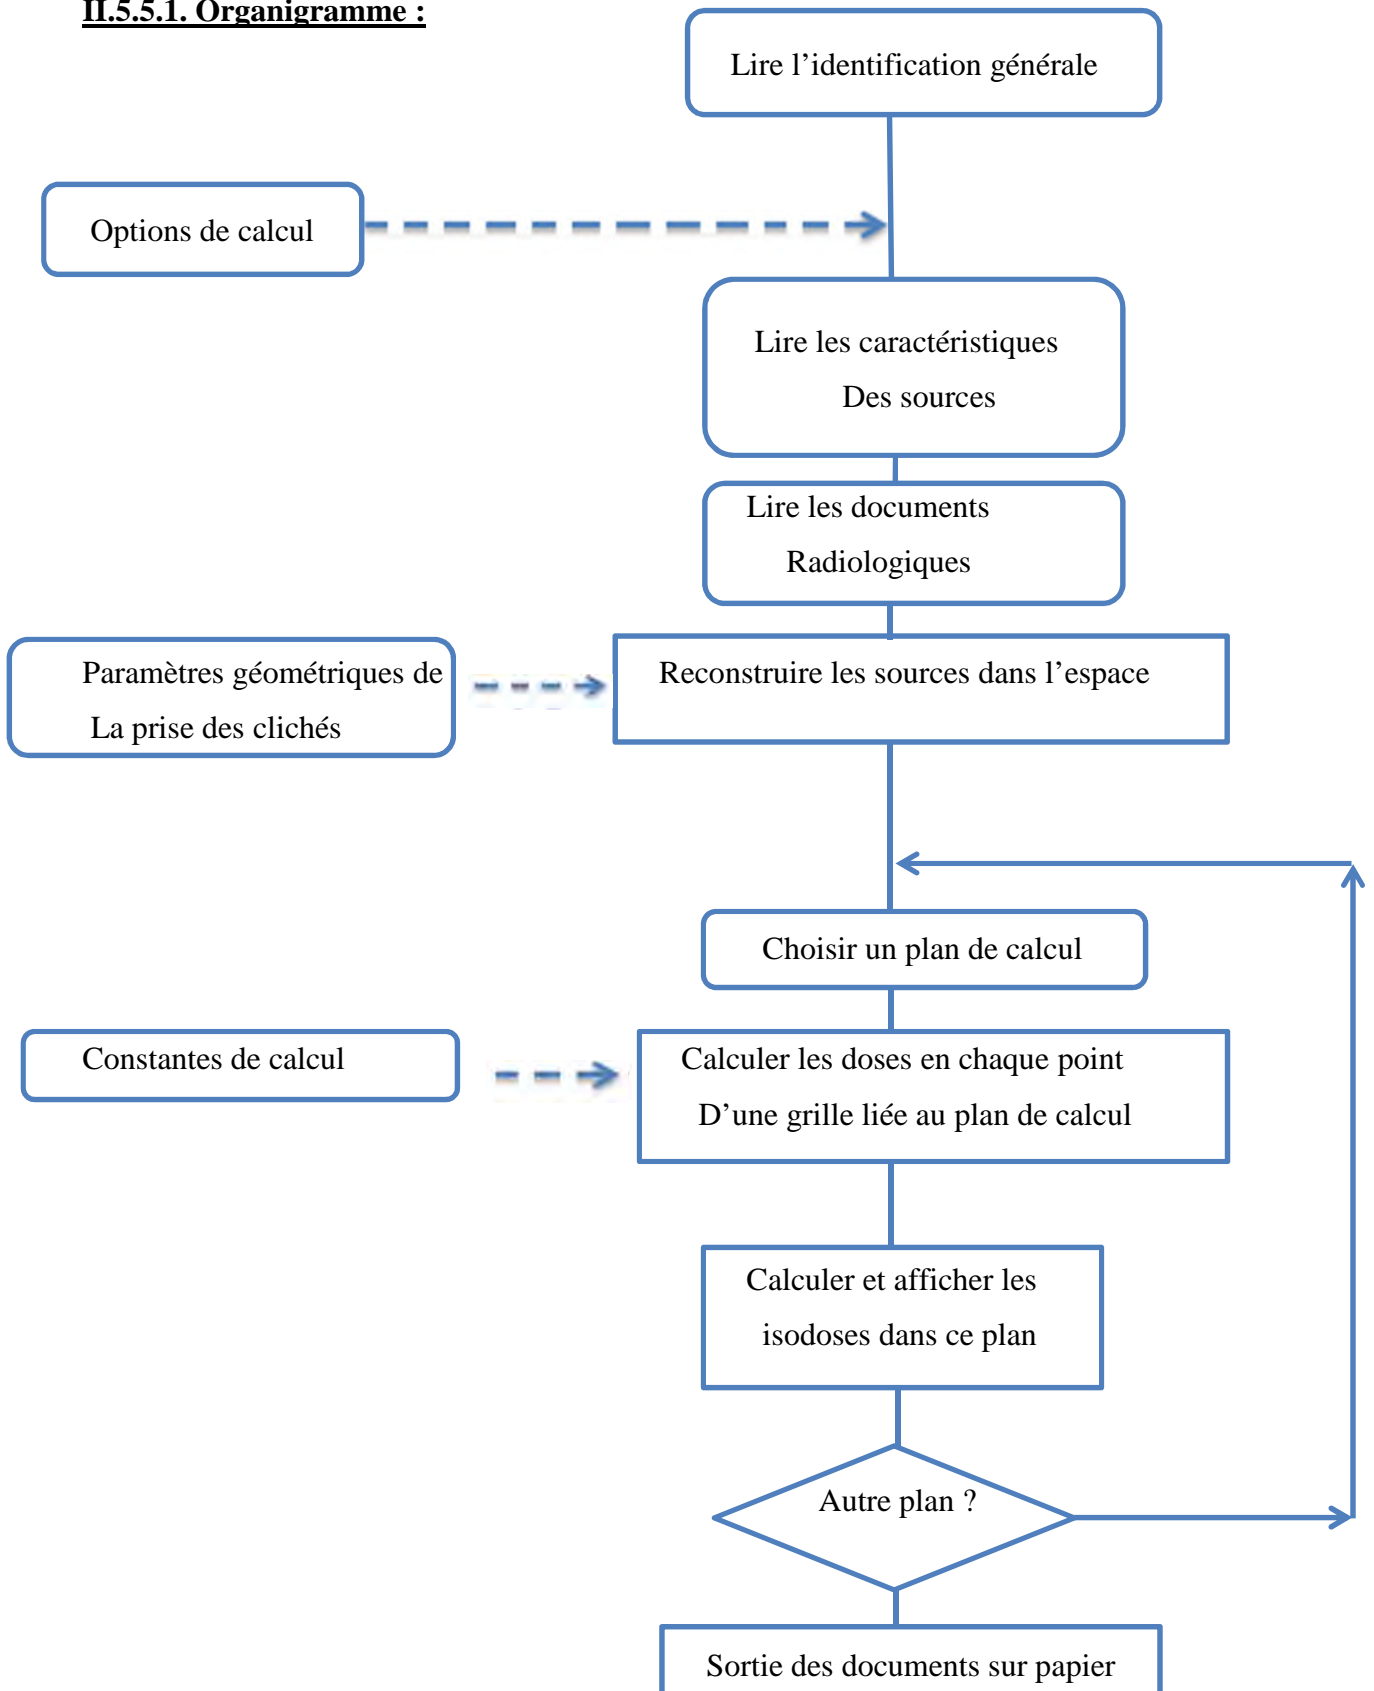 II.5.5.1. Organigramme :
Lire l’identification générale
Options de calcul
Lire les caractéristiques
Des sources
Lire les documents
Radiologiques
Paramètres géométriques de
La prise des clichés
Reconstruire les sources dans l’espace
Choisir un plan de calcul
Constantes de calcul
Calculer les doses en chaque point
D’une grille liée au plan de calcul
Calculer et afficher les
isodoses dans ce plan
Autre plan ?
Sortie des documents sur papier